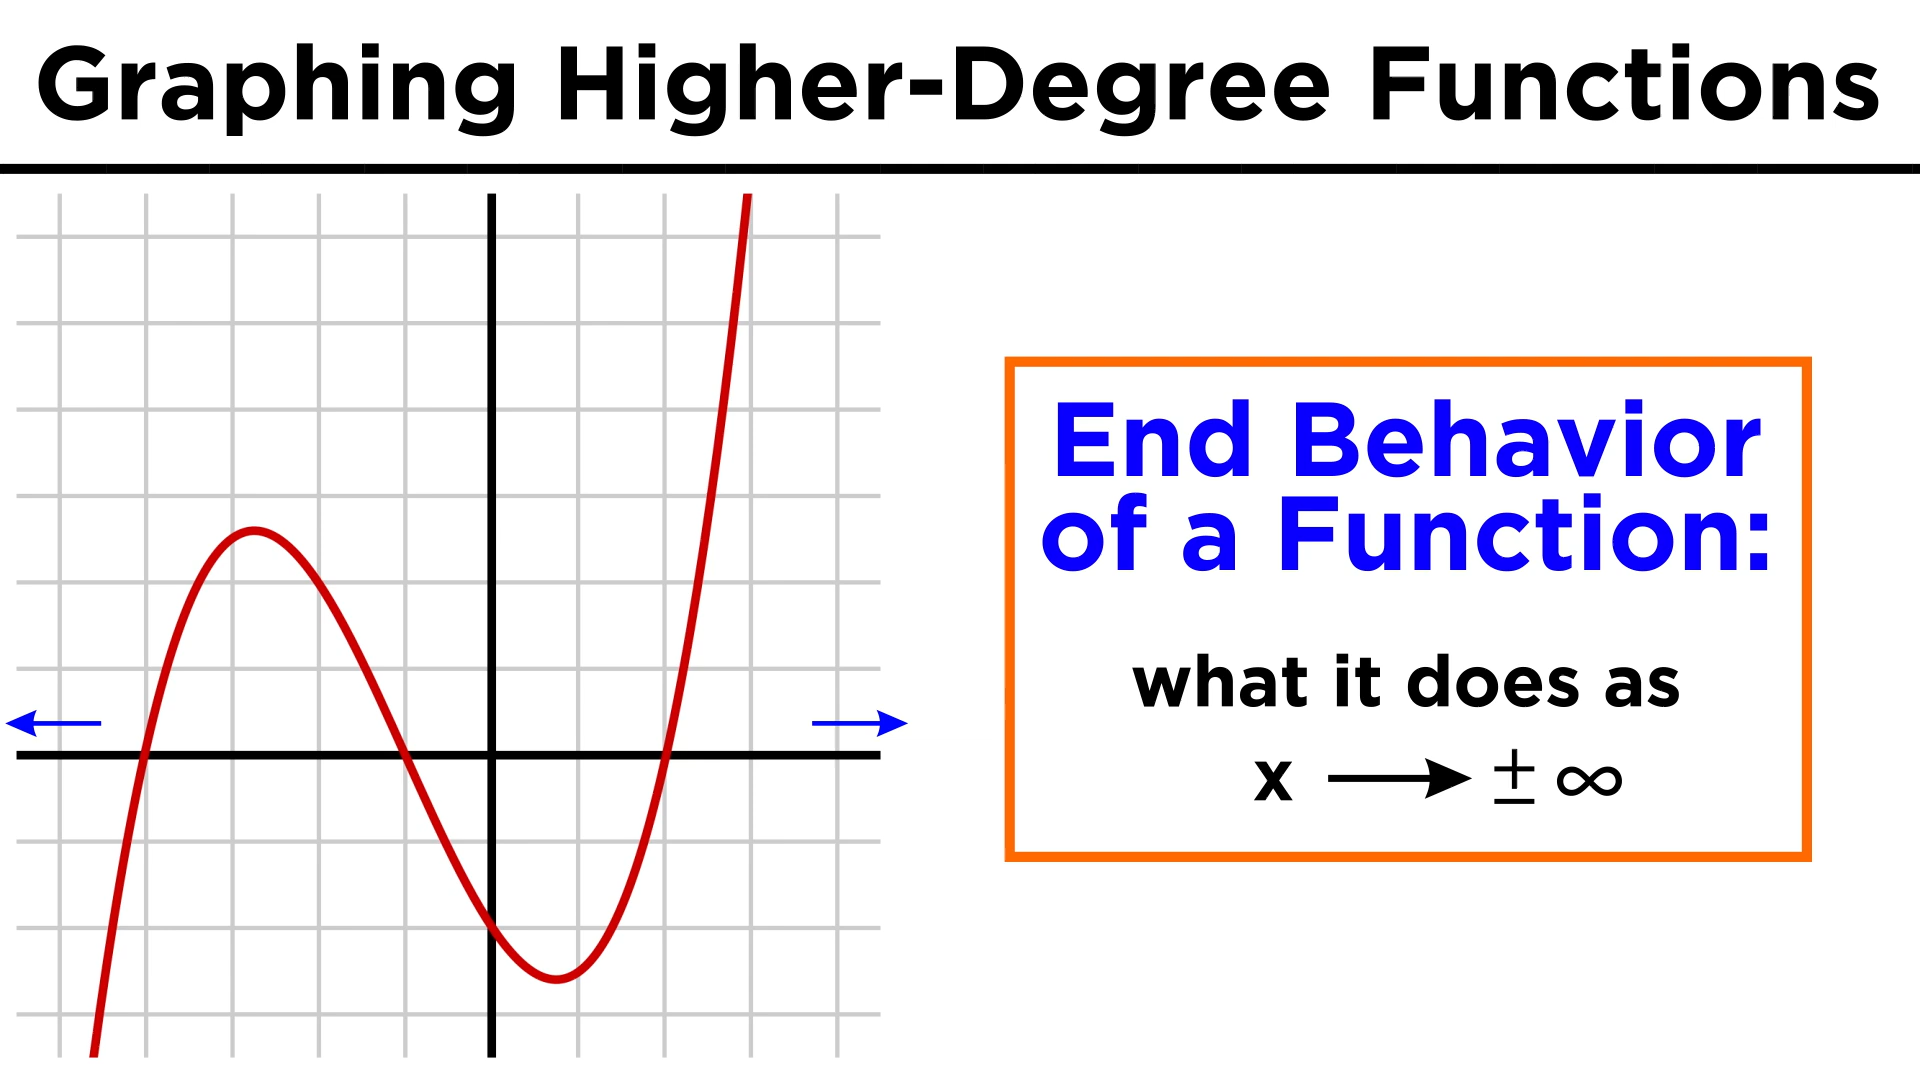 Graphing Higher-Degree Functions
End Behavior
of a Function:
what it does as
x ⟶ ± ∞